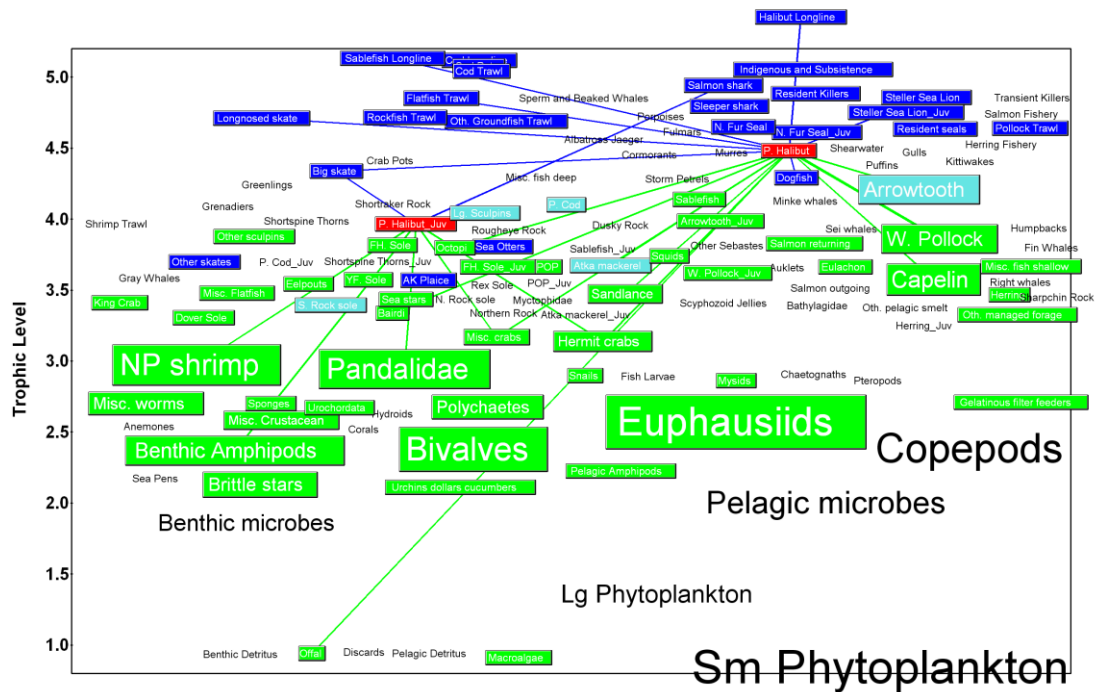 Halibut Longline
5.0
Sablefish Longline
Cod Trawl
Indigenous and Subsistence
Salmon shark
Resident Killers
Sperm and Beaked Whales
Flatfish Trawl
Sleeper shark
Steller Sea Lion
Transient Killers
Porpoises
Steller Sea Lion_Juv
Salmon Fishery
Longnosed skate
Rockfish Trawl
Oth. Groundfish Trawl
Fulmars
N. Fur Seal
N. Fur Seal_Juv
Resident seals
Pollock Trawl
4.5
Albatross Jaeger
Shearwater
Herring Fishery
Crab Pots
Cormorants
Murres
P. Halibut
Gulls
Kittiwakes
Big skate
Misc. fish deep
Storm Petrels
Dogfish
Puffins
Arrowtooth
Greenlings
Shortraker Rock
Sablefish
Minke whales
Grenadiers
Lg. Sculpins
P. Cod
4.0
Shrimp Trawl
Shortspine Thorns
P. Halibut_Juv
Rougheye Rock
Dusky Rock
Arrowtooth_Juv
Sei whales
Humpbacks
Other sculpins
FH. Sole
Octopi
Sea Otters
Sablefish_Juv
Other Sebastes
Salmon returning
W. Pollock
Fin Whales
Other skates
P. Cod_Juv
Shortspine Thorns_Juv
FH. Sole_Juv
POP
Atka mackerel
Squids
W. Pollock_Juv
Auklets
Eulachon
Misc. fish shallow
Gray Whales
Eelpouts
YF. Sole
AK Plaice
Rex Sole
POP_Juv
Salmon outgoing
Capelin
Right whales
3.5
King Crab
Misc. Flatfish
S. Rock sole
Sea stars
N. Rock sole
Myctophidae
Sandlance
Scyphozoid Jellies
Bathylagidae
Oth. pelagic smelt
Herring
Sharpchin Rock
Dover Sole
Bairdi
Northern Rock
Atka mackerel_Juv
Herring_Juv
Oth. managed forage
Misc. crabs
Hermit crabs
3.0
Trophic Level
NP shrimp
Pandalidae
Snails
Fish Larvae
Mysids
Chaetognaths
Pteropods
Misc. worms
Sponges
Urochordata
Hydroids
Polychaetes
Gelatinous filter feeders
Anemones
Misc. Crustacean
Corals
Euphausiids
2.5
Benthic Amphipods
Bivalves
Copepods
Sea Pens
Brittle stars
Urchins dollars cucumbers
Pelagic Amphipods
2.0
Benthic microbes
Pelagic microbes
1.5
Lg Phytoplankton
1.0
Benthic Detritus
Offal
Discards
Pelagic Detritus
Macroalgae
Sm Phytoplankton